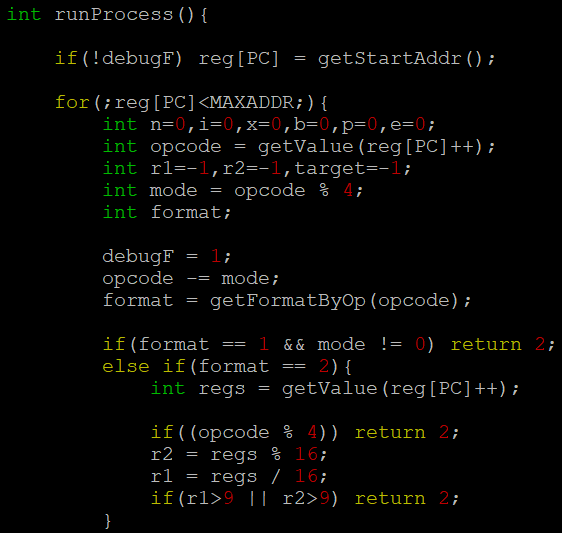 int runProcess(){
if(!debugF) reg[PC] = getStartAddr();
for(;reg[PC]<MAXADDR;){
int n=0,i=0,x=0,b=0,p=0,e=0;
int opcode = getValue(reg[PC]++);
int r1=-1,r2=-1,target=-1;
int mode = opcode % 4;
int format;
debugF = 1;
opcode -= mode;
format = getFormatByOp(opcode);
if(format == 1 && mode != 0) return 2;
else if(format == 2){
int regs = getValue(reg[PC]++);
if((opcode % 4)) return 2;
r2 = regs % 16;
r1 = regs / 16;
if(r1>9 || r2>9) return 2;
}